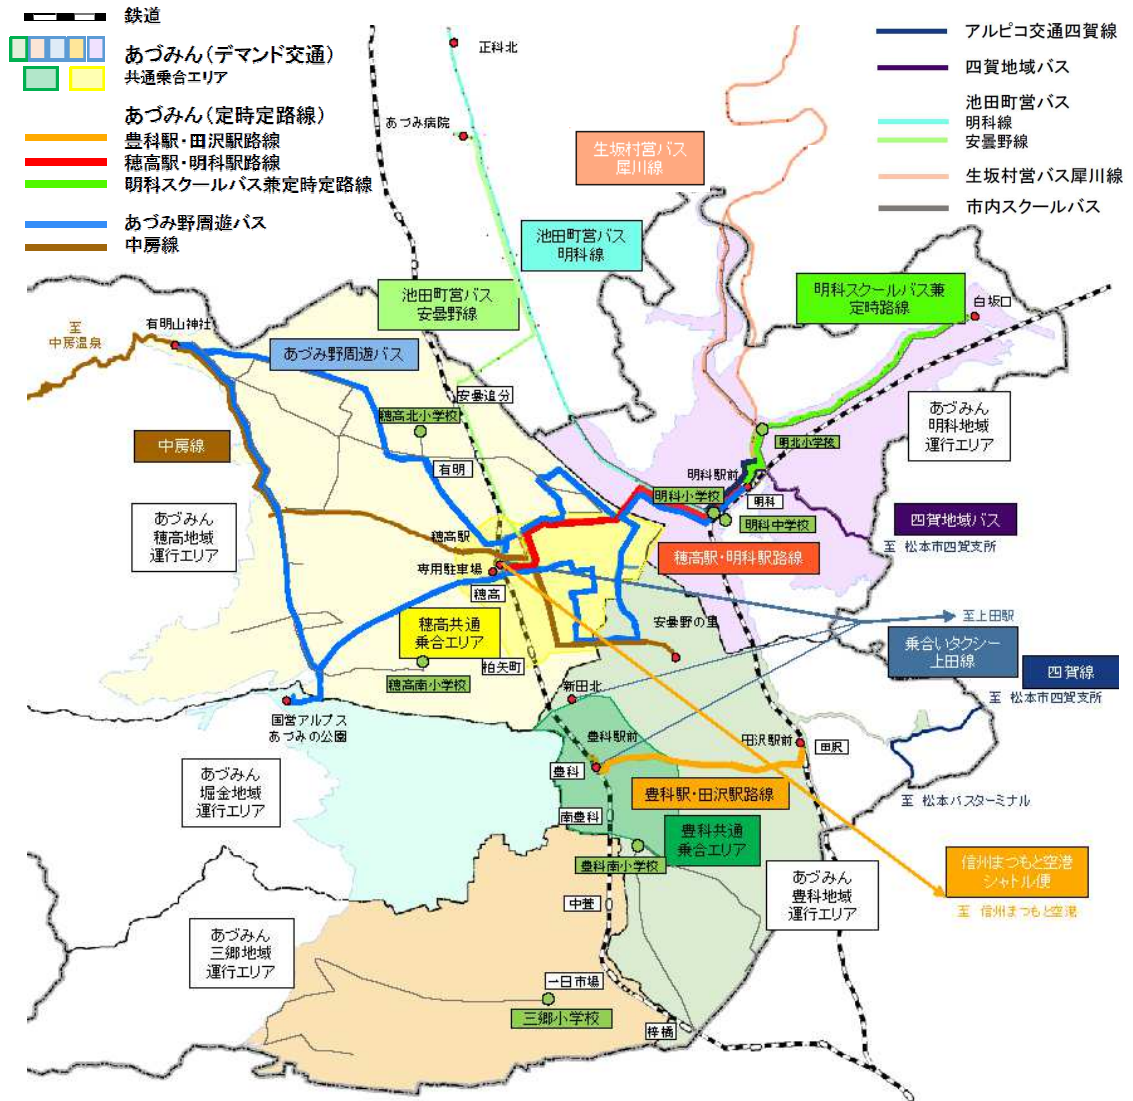 鉄道
あづみん(デマンド交通)
共通乗合エリア
あづみん(定時定路線)
豊科駅・田沢駅路線
穂高駅・明科駅路線
明科スクールバス兼定時定路線
あづみ野周遊バス
中房線
アルピコ交通四賀線
四賀地域バス
池田町営バス
明科線
安曇野線
生坂村営バス犀川線
市内スクールバス
正科北
あづみ病院
生坂村営バス
犀川線
池田町営バス
明科線
池田町営バス
安曇野線
明科スクールバス兼
定時路線
白坂口
至
中房温泉
有明山神社
あづみ野周遊バス
安曇追分
穂高北小学校
あづみん
明科地域
運行エリア
中房線
有明
明北小学校
明科駅前
明科
明科小学校
明科中学校
あづみん
穂高地域
運行エリア
四賀地域バス
至 松本市四賀支所
穂高駅
穂高駅・明科駅路線
専用駐車場
穂高
穂高共通
乗合エリア
安曇野の里
至上田駅
乗合いタクシー
上田線
四賀線
至 松本市四賀支所
柏矢町
穂高南小学校
新田北
国営アルプス
あづみの公園
豊科駅前
田沢駅前
田沢
豊科
あづみん
堀金地域
運行エリア
豊科駅・田沢駅路線
至 松本バスターミナル
南豊科
豊科共通
乗合エリア
豊科南小学校
信州まつもと空港
シャトル便
至 信州まつもと空港
あづみん
豊科地域
運行エリア
中萱
あづみん
三郷地域
運行エリア
一日市場
三郷小学校
梓橋